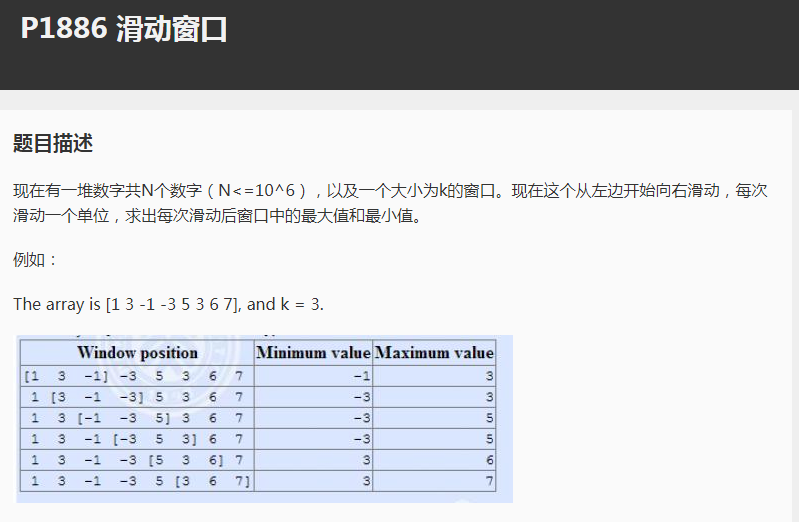 P1886 滑动窗口
题目描述
现在有一堆数字共N个数字（N<=10^6），以及一个大小为k的窗口。现在这个从左边开始向右滑动，每次
滑动一个单位，求出每次滑动后窗口中的最大值和最小值。
例如：
The array is [1 3 -1 -3 5 3 6 7], and k = 3.
Window position Minimum value Maximum value
[1 3 -1] -3 5 3 6 7 -1 3
1 [3 -1 -3] 5 3 6 7 -3 3
1 3 [-1 -3 5] 3 6 7 -3 5
1 3 -1 [-3 5 3] 6 7 -3 5
1 3 -1 -3 [5 3 6] 7 3 6
1 3 -1 -3 5 [3 6 7] 3 7